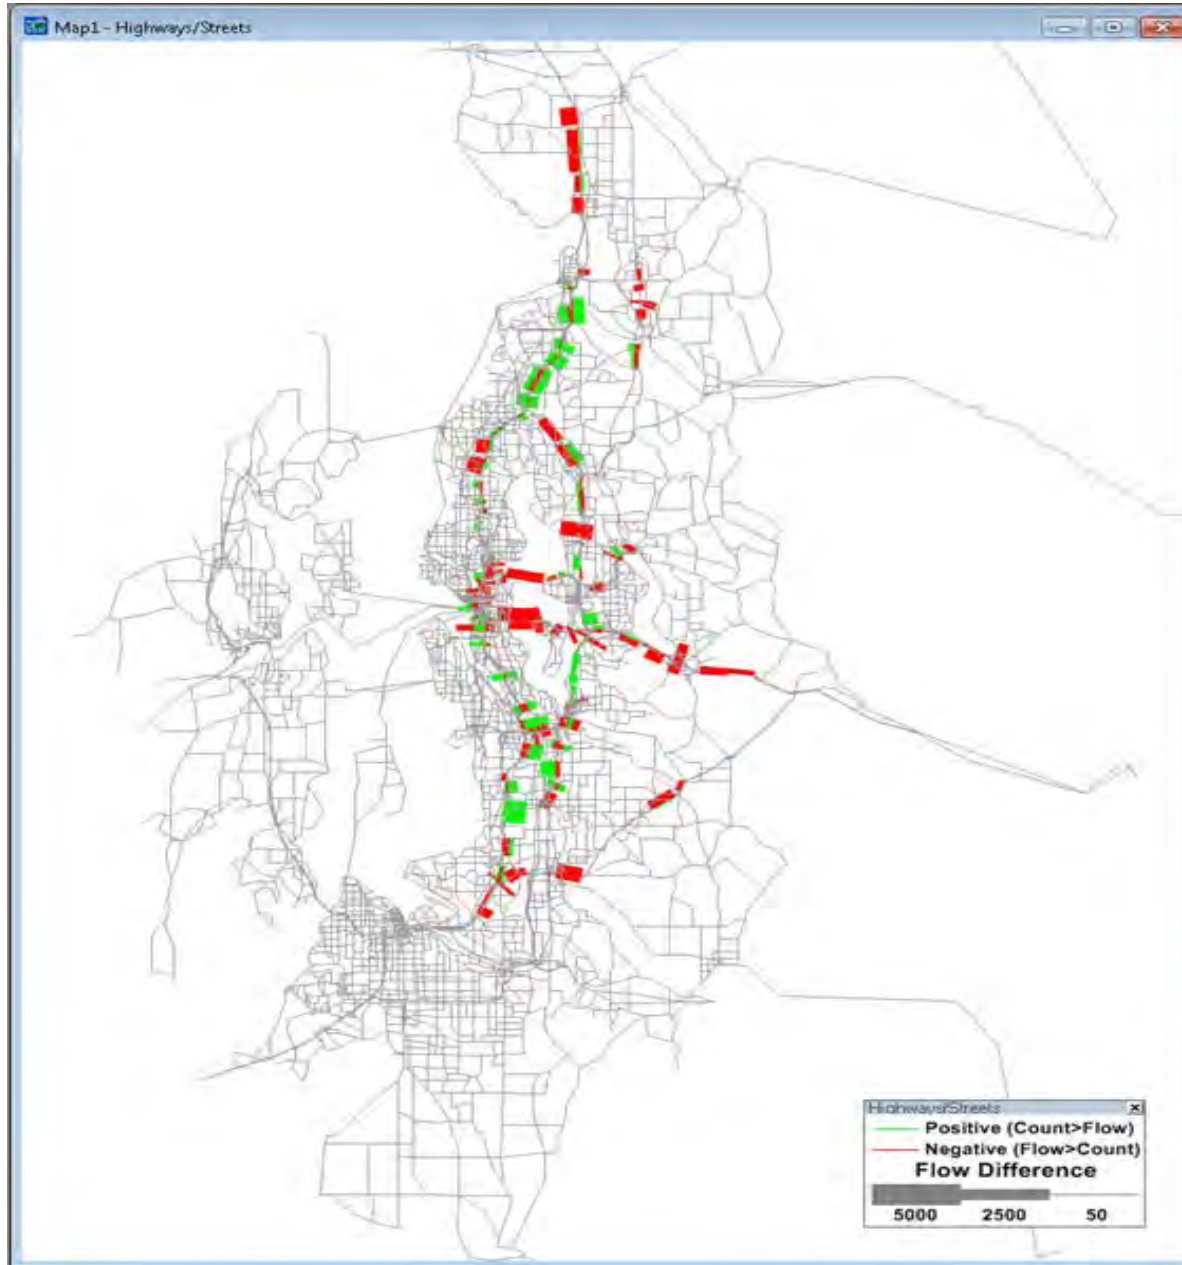 Map1 - Highways/Streets
Highways/Streets
Positive (Count>Flow)
Negative (Flow>Count)
Flow Difference
5000 2500 50